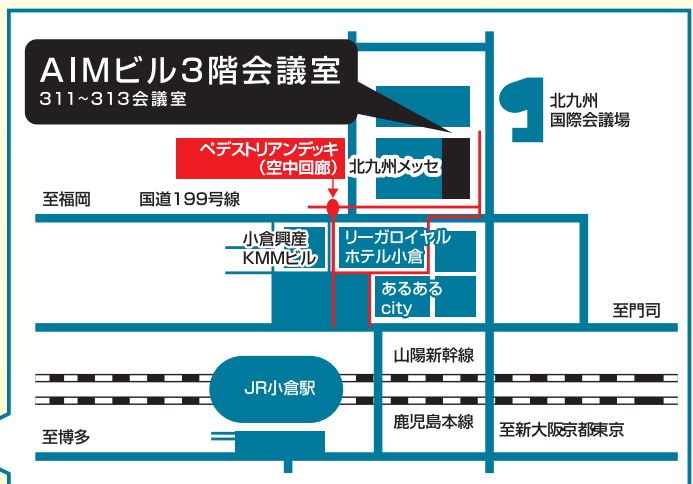 AIMビル3階会議室
311~313会議室
北九州
国際会議場
ペデストリアンデッキ
(空中回廊)
北九州メッセ
至福岡
国道199号線
小倉興産
KMMビル
リーガロイヤル
ホテル小倉
あるある
city
至門司
山陽新幹線
JR小倉駅
鹿児島本線
至博多
至新大阪京都東京